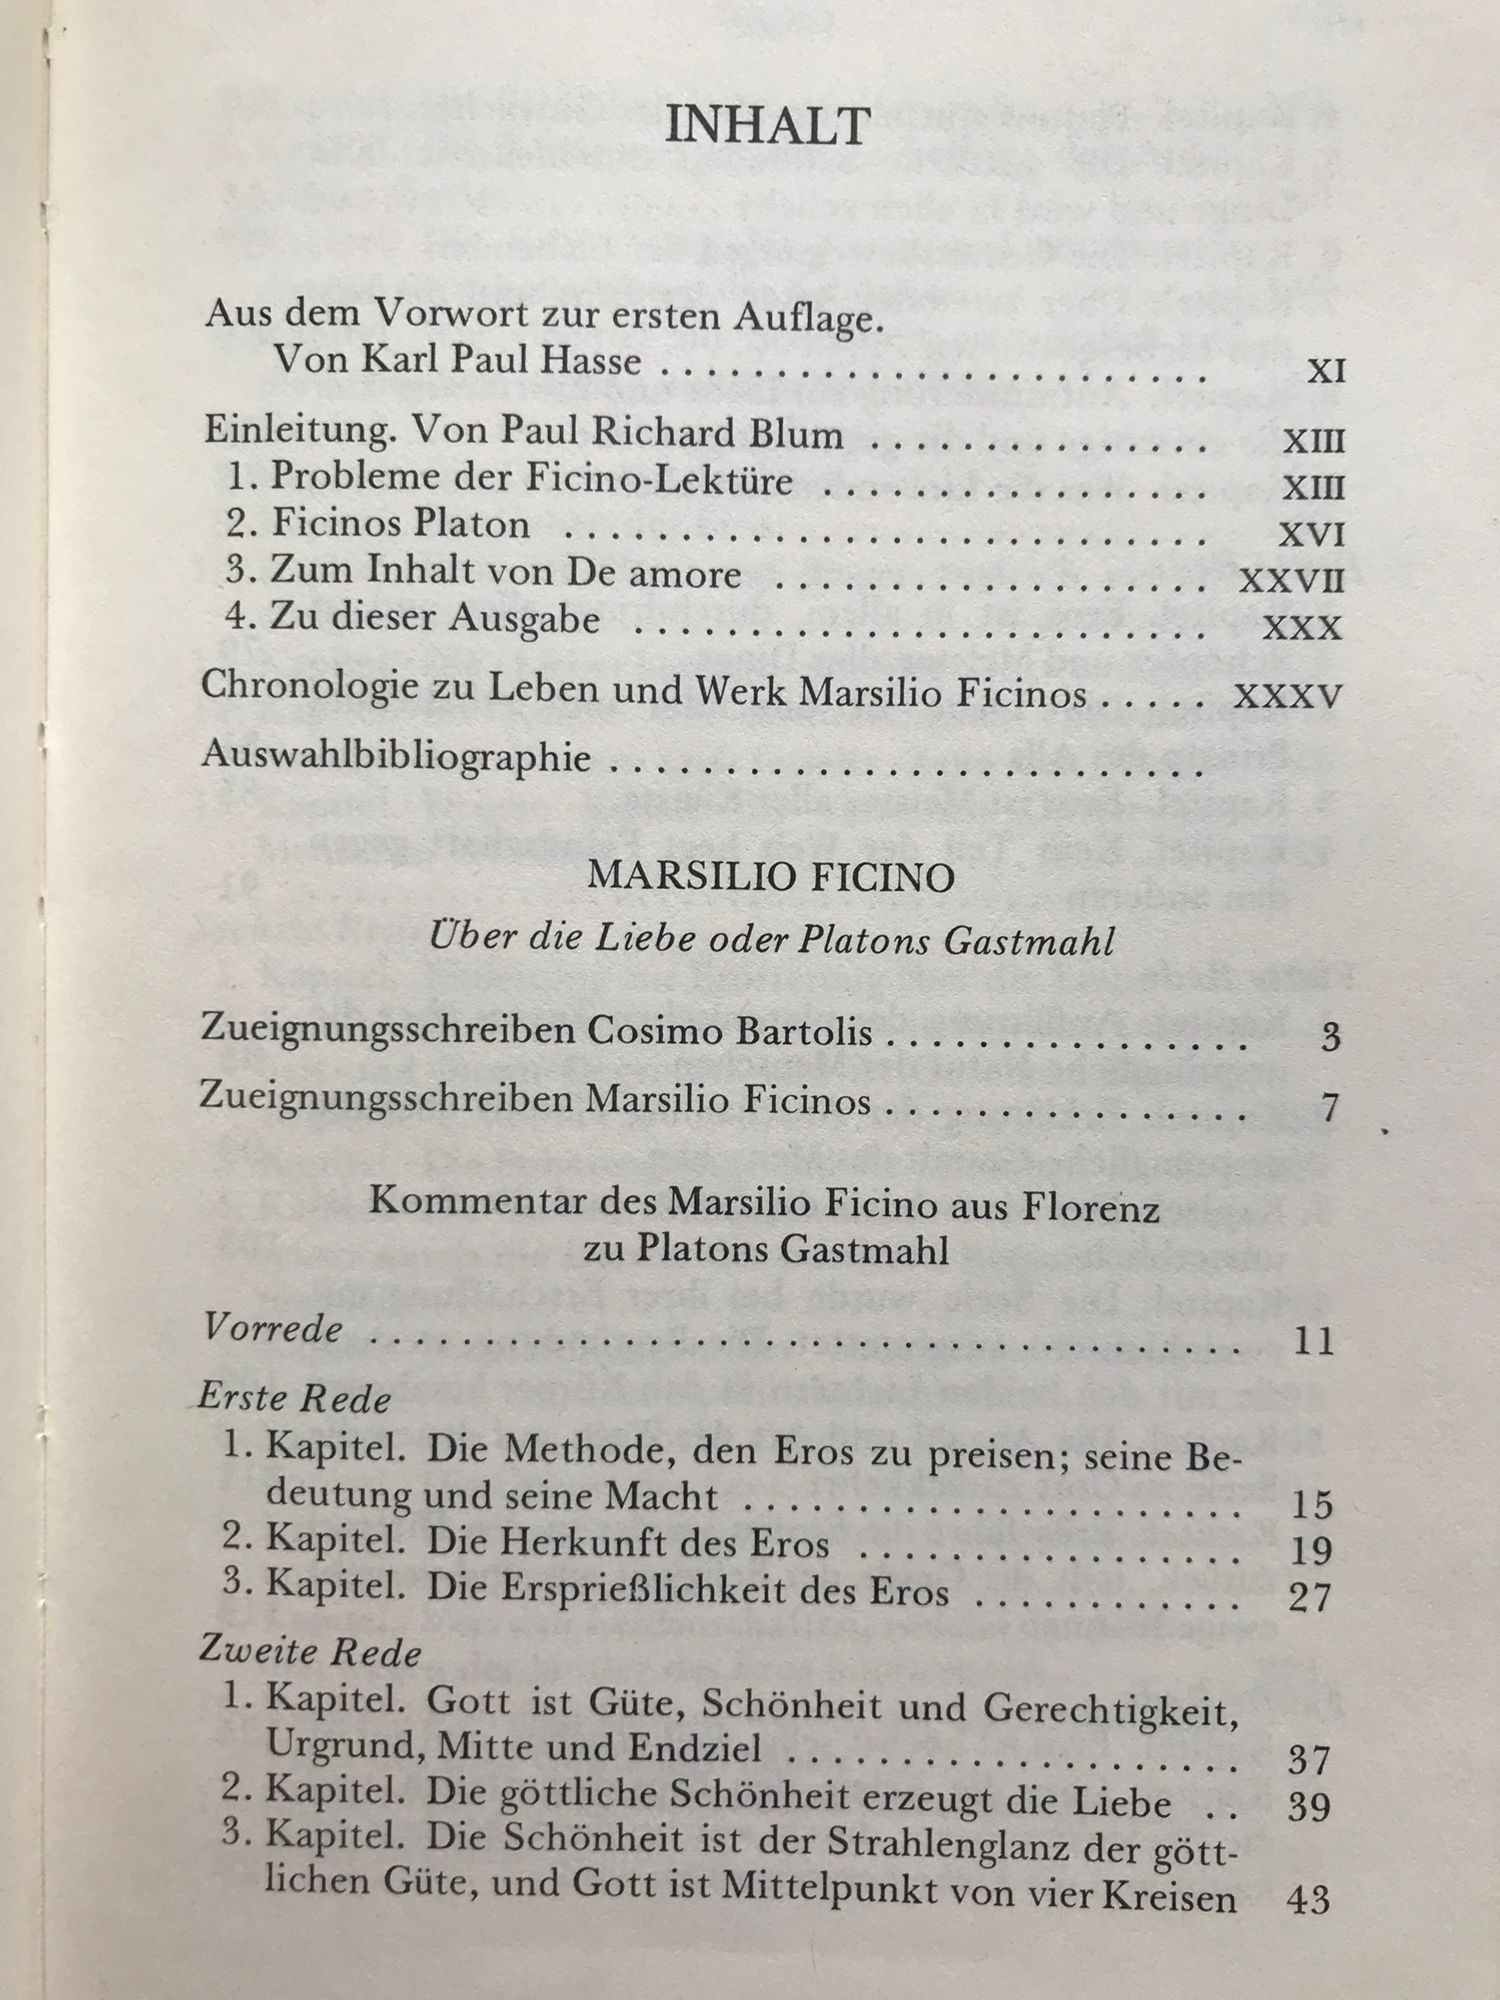 INHALT
Aus dem Vorwort zur ersten Auflage.
Von Karl Paul Hasse . . . . . . . . . . . . . . . . . . . . . . . . XI
Einleitung. Von Paul Richard Blum . . . . . . . . . . . . . . . XIII
1. Probleme der Ficino-Lektüre . . . . . . . . . . . . . . . . . XIII
2. Ficinos Platon . . . . . . . . . . . . . . . . . . . . . . . . . . . . XVI
3. Zum Inhalt von De amore . . . . . . . . . . . . . . . . . . . XXVII
4. Zu dieser Ausgabe . . . . . . . . . . . . . . . . . . . . . . . . . XXX
Chronologie zu Leben und Werk Marsilio Ficinos . . . . . XXXV
Auswahlbibliographie . . . . . . . . . . . . . . . . . . . . . . . . . .
MARSILIO FICINO
Über die Liebe oder Platons Gastmahl
Zueignungsschreiben Cosimo Bartolis . . . . . . . . . . . . . . . . 3
Zueignungsschreiben Marsilio Ficinos . . . . . . . . . . . . . . . . 7
Kommentar des Marsilio Ficino aus Florenz
zu Platons Gastmahl
Vorrede . . . . . . . . . . . . . . . . . . . . . . . . . . . . . . . . . . . . . . 11
Erste Rede
1. Kapitel. Die Methode, den Eros zu preisen; seine Be-
deutung und seine Macht . . . . . . . . . . . . . . . . . . . . . . 15
2. Kapitel. Die Herkunft des Eros . . . . . . . . . . . . . . . . . 19
3. Kapitel. Die Ersprießlichkeit des Eros . . . . . . . . . . . . 27
Zweite Rede
1. Kapitel. Gott ist Güte, Schönheit und Gerechtigkeit,
Urgrund, Mitte und Endziel . . . . . . . . . . . . . . . . . . . . 37
2. Kapitel. Die göttliche Schönheit erzeugt die Liebe . . 39
3. Kapitel. Die Schönheit ist der Strahlenglanz der gött-
lichen Güte, und Gott ist Mittelpunkt von vier Kreisen 43